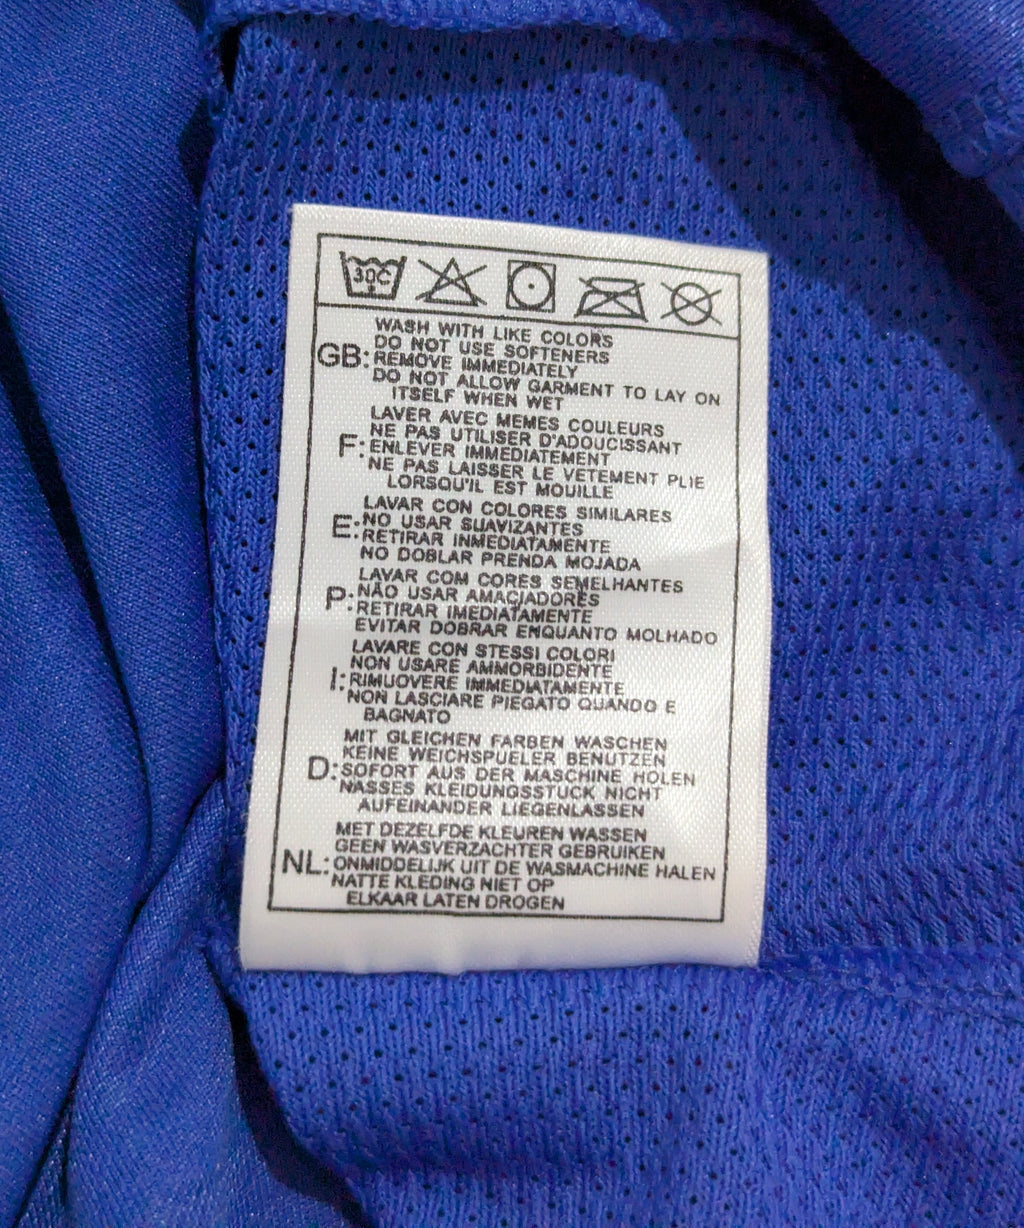 30C
GB:
WASH WITH LIKE COLORS
DO NOT USE SOFTENERS
REMOVE IMMEDIATELY
DO NOT ALLOW GARMENT TO LAY ON
ITSELF WHEN WET
F:
LAVER AVEC MEMES COULEURS
NE PAS UTILISER D'ADOUCISSANT
ENLEVER IMMEDIATEMENT
NE PAS LAISSER LE VETEMENT PLIE
LORSQU'IL EST MOUILLE
E:
LAVAR CON COLORES SIMILARES
NO USAR SUAVIZANTES
RETIRAR INMEDIATAMENTE
NO DOBLAR PRENDA MOJADA
P:
LAVAR COM CORES SEMELHANTES
NÃO USAR AMACIADORES
RETIRAR IMEDIATAMENTE
EVITAR DOBRAR ENQUANTO MOLHADO
I:
LAVARE CON STESSI COLORI
NON USARE AMMORBIDENTE
RIMUOVERE IMMEDIATAMENTE
NON LASCIARE PIEGATO QUANDO E
BAGNATO
D:
MIT GLEICHEN FARBEN WASCHEN
KEINE WEICHSPUELER BENUTZEN
SOFORT AUS DER MASCHINE HOLEN
NASSES KLEIDUNGSSTUCK NICHT
AUFEINANDER LIEGENLASSEN
NL:
MET DEZELFDE KLEUREN WASSEN
GEEN WASVERZACHTER GEBRUIKEN
ONMIDDELIJK UIT DE WASMACHINE HALEN
NATTE KLEDING NIET OP
ELKAAR LATEN DROGEN